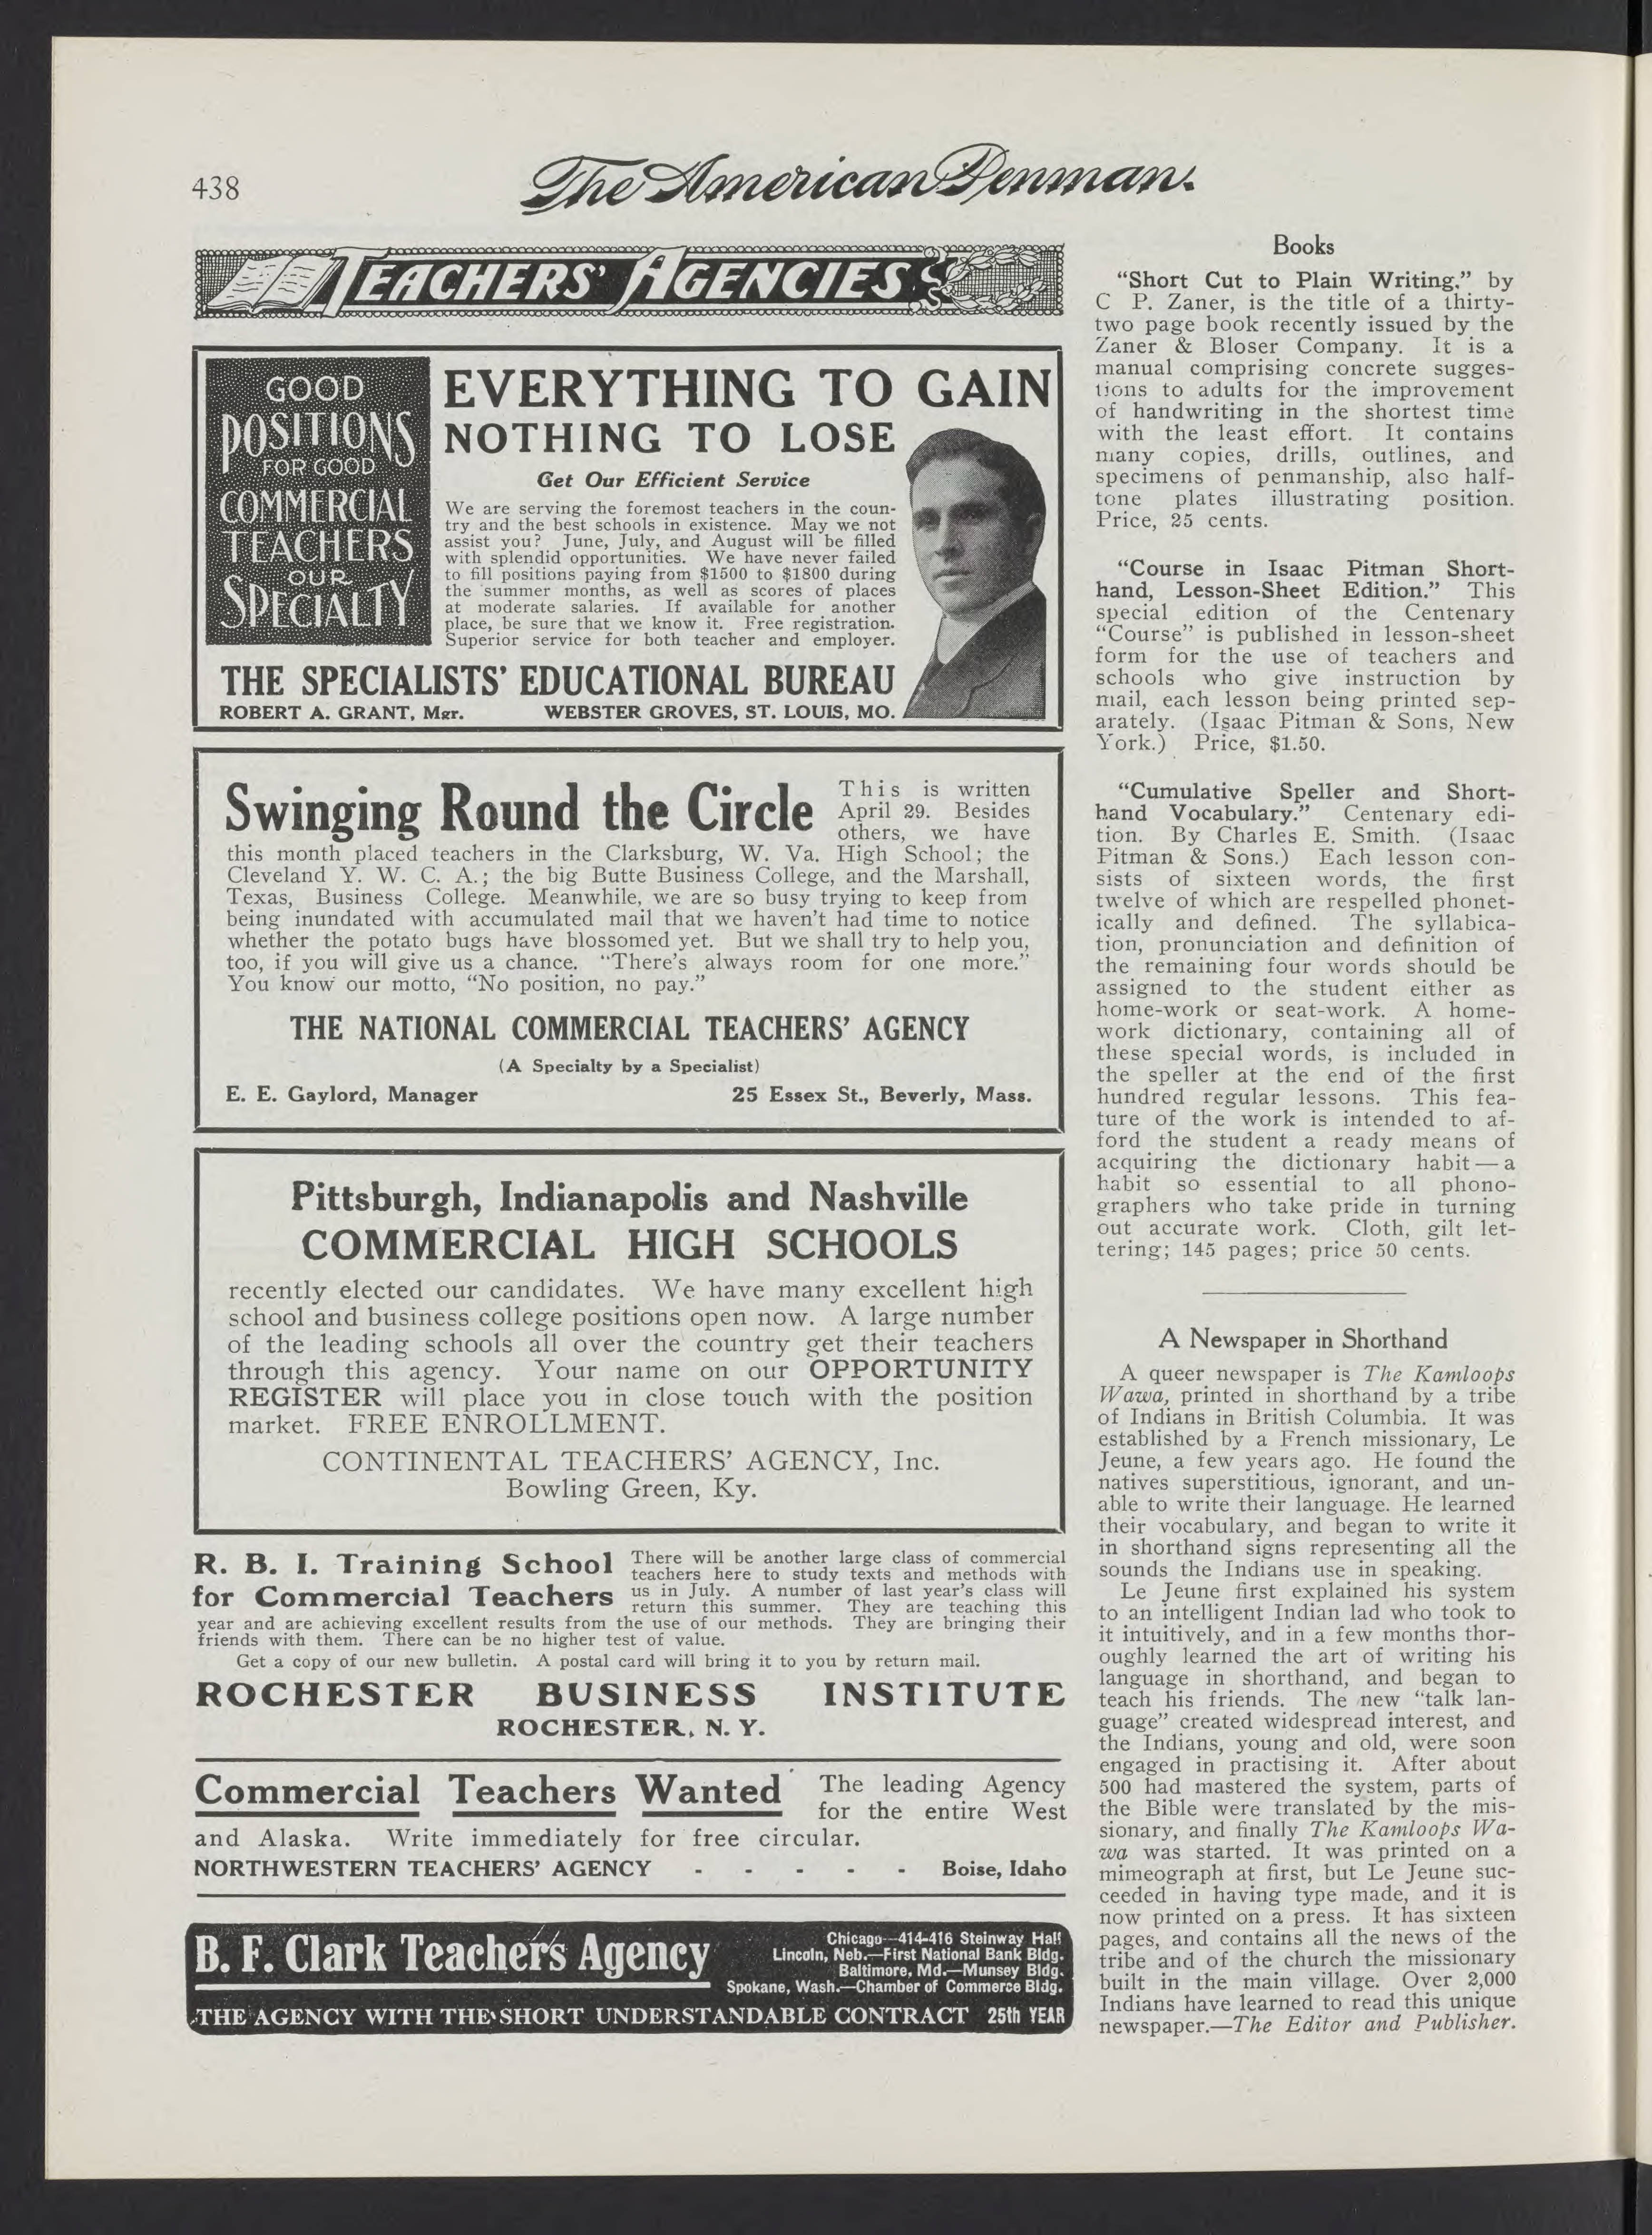 438
The American Penman.
TEACHERS' AGENCIES
GOOD
POSITIONS
FOR GOOD
COMMERCIAL
TEACHERS
OUR
SPECIALTY
EVERYTHING TO GAIN
NOTHING TO LOSE
Get Our Efficient Service
We are serving the foremost teachers in the coun-
try and the best schools in existence. May we not
assist you? June, July, and August will be filled
with splendid opportunities. We have never failed
to fill positions paying from $1500 to $1800 during
the summer months, as well as scores of places
at moderate salaries. If available for another
place, be sure that we know it. Free registration.
Superior service for both teacher and employer.
THE SPECIALISTS' EDUCATIONAL BUREAU
ROBERT A. GRANT, Mgr. WEBSTER GROVES, ST. LOUIS, MO.
Swinging Round the Circle
This is written
April 29. Besides
others, we have
this month placed teachers in the Clarksburg, W. Va. High School; the
Cleveland Y. W. C. A.; the big Butte Business College, and the Marshall,
Texas, Business College. Meanwhile, we are so busy trying to keep from
being inundated with accumulated mail that we haven't had time to notice
whether the potato bugs have blossomed yet. But we shall try to help you,
too, if you will give us a chance. "There's always room for one more."
You know our motto, "No position, no pay."
THE NATIONAL COMMERCIAL TEACHERS' AGENCY
(A Specialty by a Specialist)
E. E. Gaylord, Manager 25 Essex St., Beverly, Mass.
Pittsburgh, Indianapolis and Nashville
COMMERCIAL HIGH SCHOOLS
recently elected our candidates. We have many excellent high
school and business college positions open now. A large number
of the leading schools all over the country get their teachers
through this agency. Your name on our OPPORTUNITY
REGISTER will place you in close touch with the position
market. FREE ENROLLMENT.
CONTINENTAL TEACHERS' AGENCY, Inc.
Bowling Green, Ky.
R. B. I. Training School
for Commercial Teachers
There will be another large class of commercial
teachers here to study texts and methods with
us in July. A number of last year's class will
return this summer. They are teaching this
year and are achieving excellent results from the use of our methods. They are bringing their
friends with them. There can be no higher test of value.
Get a copy of our new bulletin. A postal card will bring it to you by return mail.
ROCHESTER BUSINESS INSTITUTE
ROCHESTER, N. Y.
Commercial Teachers Wanted
The leading Agency
for the entire West
and Alaska. Write immediately for free circular.
NORTHWESTERN TEACHERS' AGENCY - - - - - Boise, Idaho
B. F. Clark Teacher's Agency
Chicago—414-416 Steinway Hall
Lincoln, Neb.—First National Bank Bldg.
Baltimore, Md.—Munsey Bldg.
Spokane, Wash.—Chamber of Commerce Bldg.
THE AGENCY WITH THE SHORT UNDERSTANDABLE CONTRACT 25th YEAR
Books
"Short Cut to Plain Writing." by
C P. Zaner, is the title of a thirty-
two page book recently issued by the
Zaner & Bloser Company. It is a
manual comprising concrete sugges-
tions to adults for the improvement
of handwriting in the shortest time
with the least effort. It contains
many copies, drills, outlines, and
specimens of penmanship, also half-
tone plates illustrating position.
Price, 25 cents.
"Course in Isaac Pitman Short-
hand, Lesson-Sheet Edition." This
special edition of the Centenary
"Course" is published in lesson-sheet
form for the use of teachers and
schools who give instruction by
mail, each lesson being printed sep-
arately. (Isaac Pitman & Sons, New
York.) Price, $1.50.
"Cumulative Speller and Short-
hand Vocabulary." Centenary edi-
tion. By Charles E. Smith. (Isaac
Pitman & Sons.) Each lesson con-
sists of sixteen words, the first
twelve of which are respelled phonet-
ically and defined. The syllabica-
tion, pronunciation and definition of
the remaining four words should be
assigned to the student either as
home-work or seat-work. A home-
work dictionary, containing all of
these special words, is included in
the speller at the end of the first
hundred regular lessons. This fea-
ture of the work is intended to af-
ford the student a ready means of
acquiring the dictionary habit—a
habit so essential to all phono-
graphers who take pride in turning
out accurate work. Cloth, gilt let-
tering; 145 pages; price 50 cents.
A Newspaper in Shorthand
A queer newspaper is The Kamloops
Wawa, printed in shorthand by a tribe
of Indians in British Columbia. It was
established by a French missionary, Le
Jeune, a few years ago. He found the
natives superstitious, ignorant, and un-
able to write their language. He learned
their vocabulary, and began to write it
in shorthand signs representing all the
sounds the Indians use in speaking.
Le Jeune first explained his system
to an intelligent Indian lad who took to
it intuitively, and in a few months thor-
oughly learned the art of writing his
language in shorthand, and began to
teach his friends. The new "talk lan-
guage" created widespread interest, and
the Indians, young and old, were soon
engaged in practising it. After about
500 had mastered the system, parts of
the Bible were translated by the mis-
sionary, and finally The Kamloops Wa-
wa was started. It was printed on a
mimeograph at first, but Le Jeune suc-
ceeded in having type made, and it is
now printed on a press. It has sixteen
pages, and contains all the news of the
tribe and of the church the missionary
built in the main village. Over 2,000
Indians have learned to read this unique
newspaper.—The Editor and Publisher.